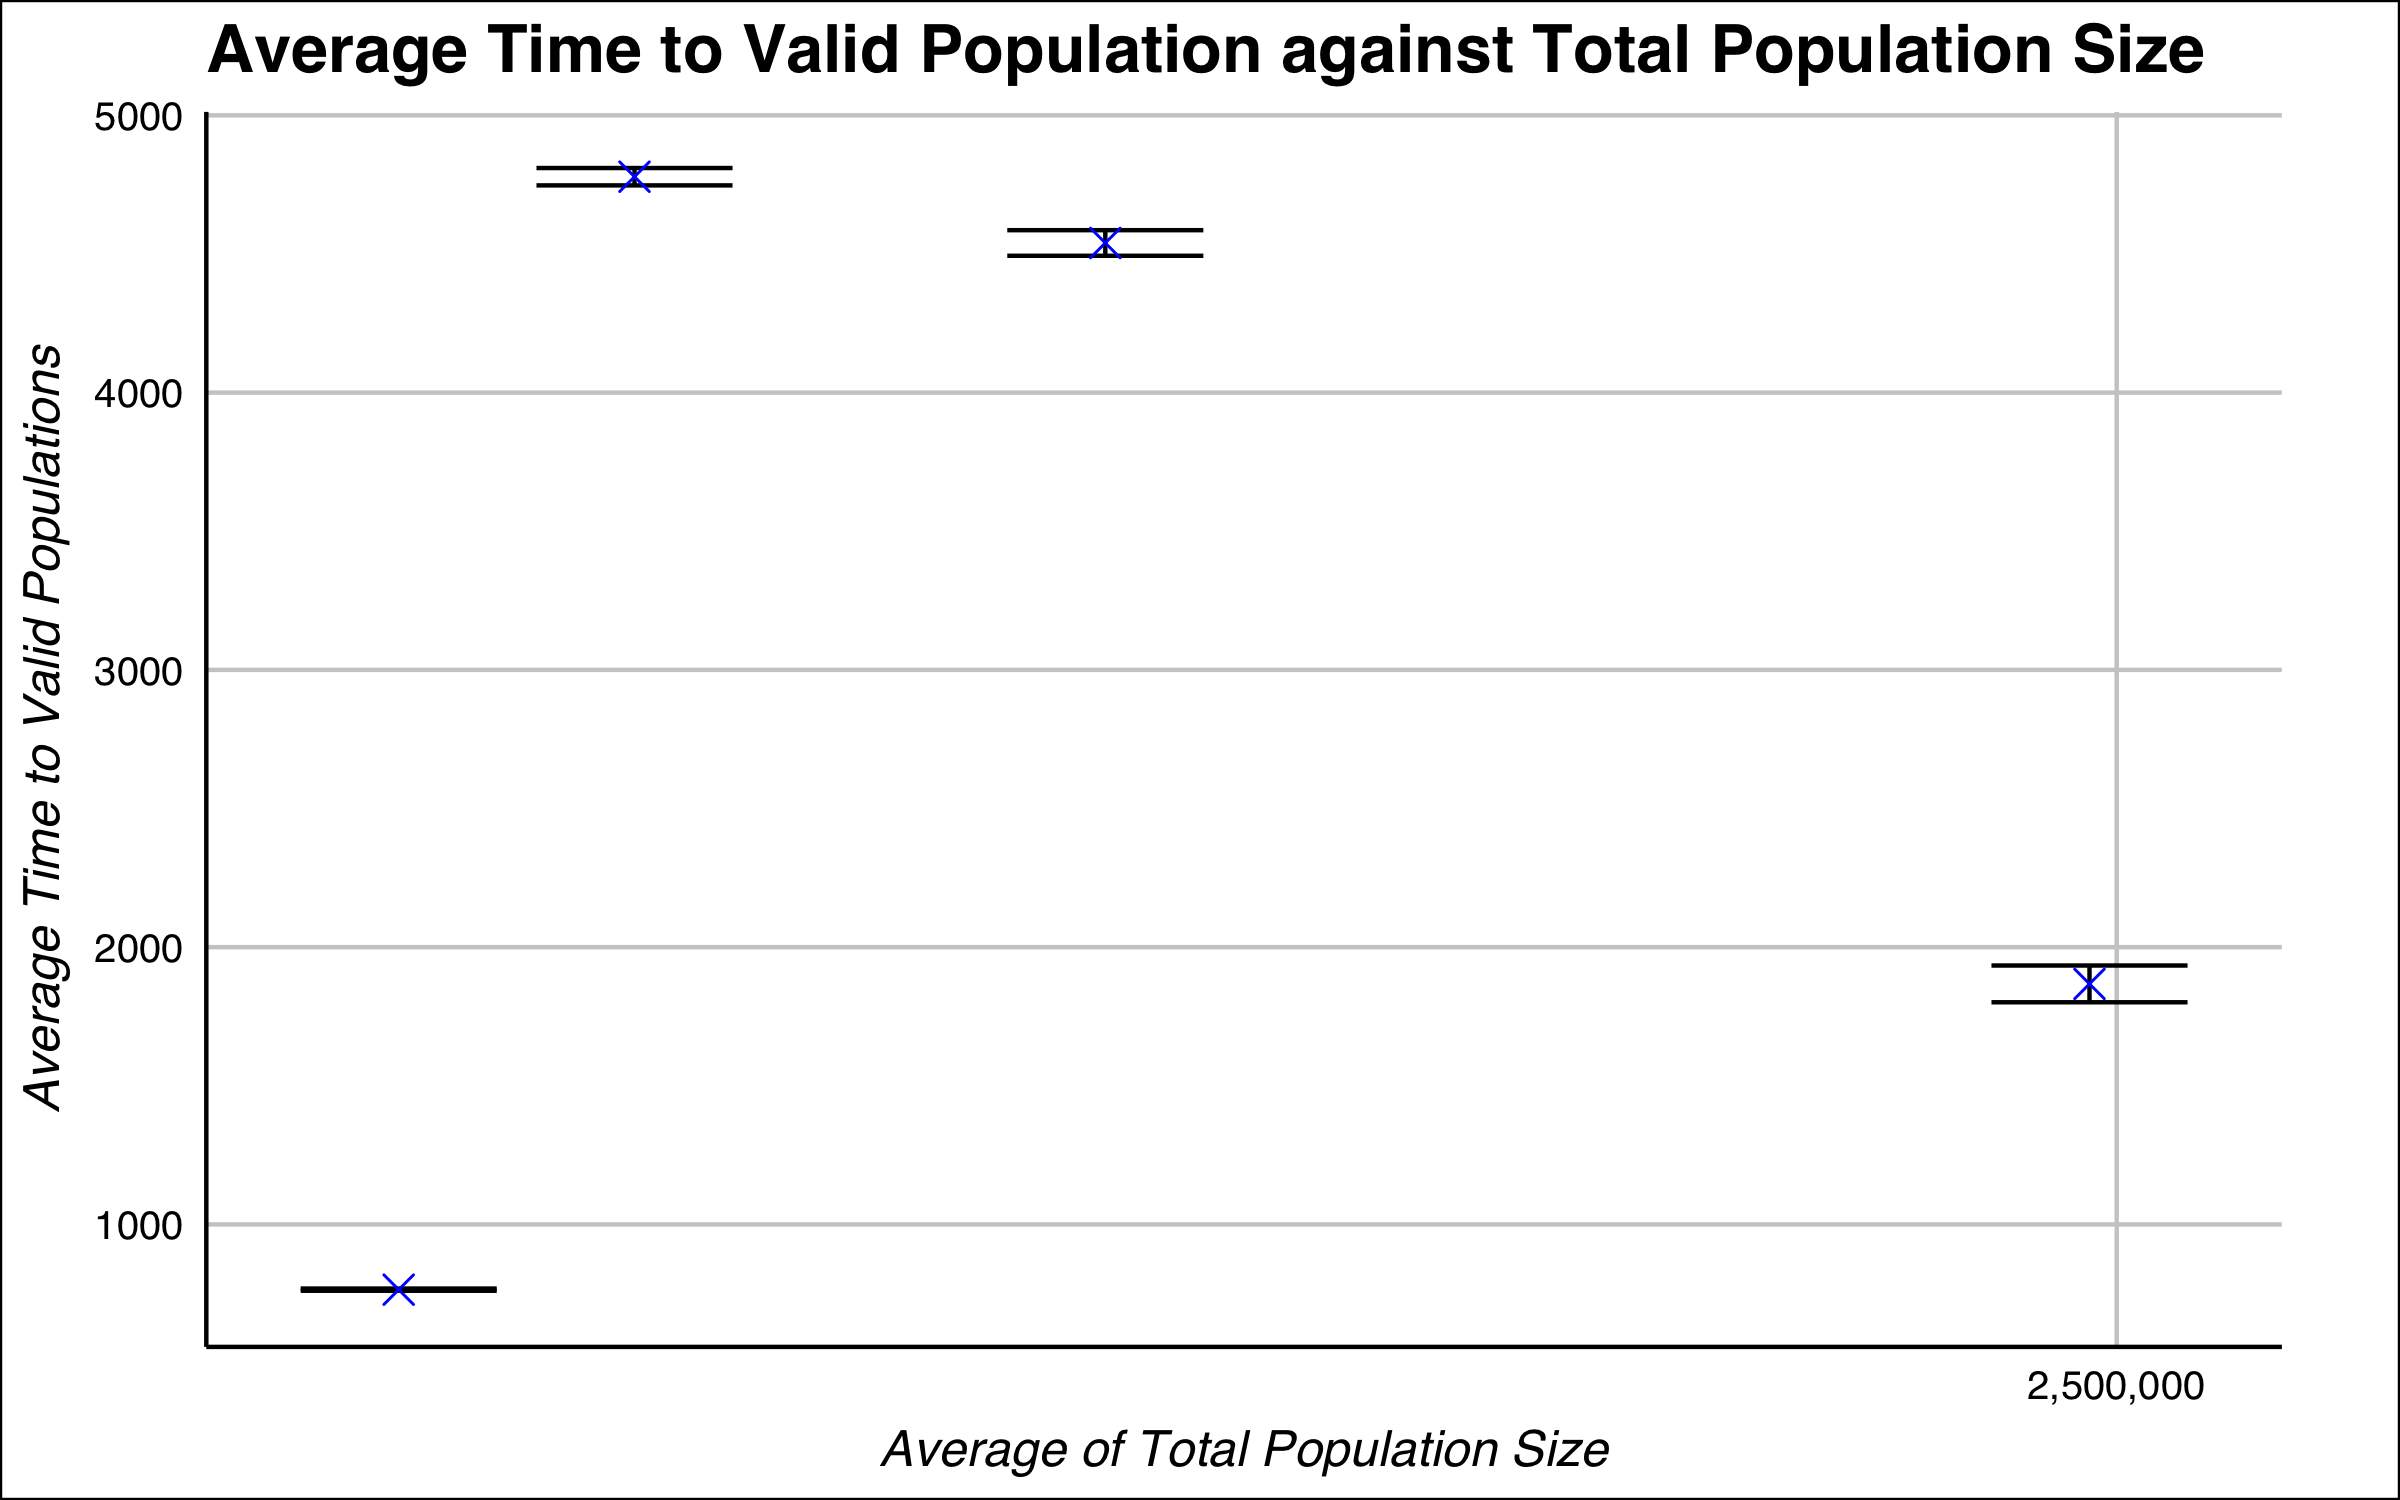 Average Time to Valid Population against Total Population Size
5000
4000
3000
2000
1000
Average Time to Valid Populations
2,500,000
Average of Total Population Size